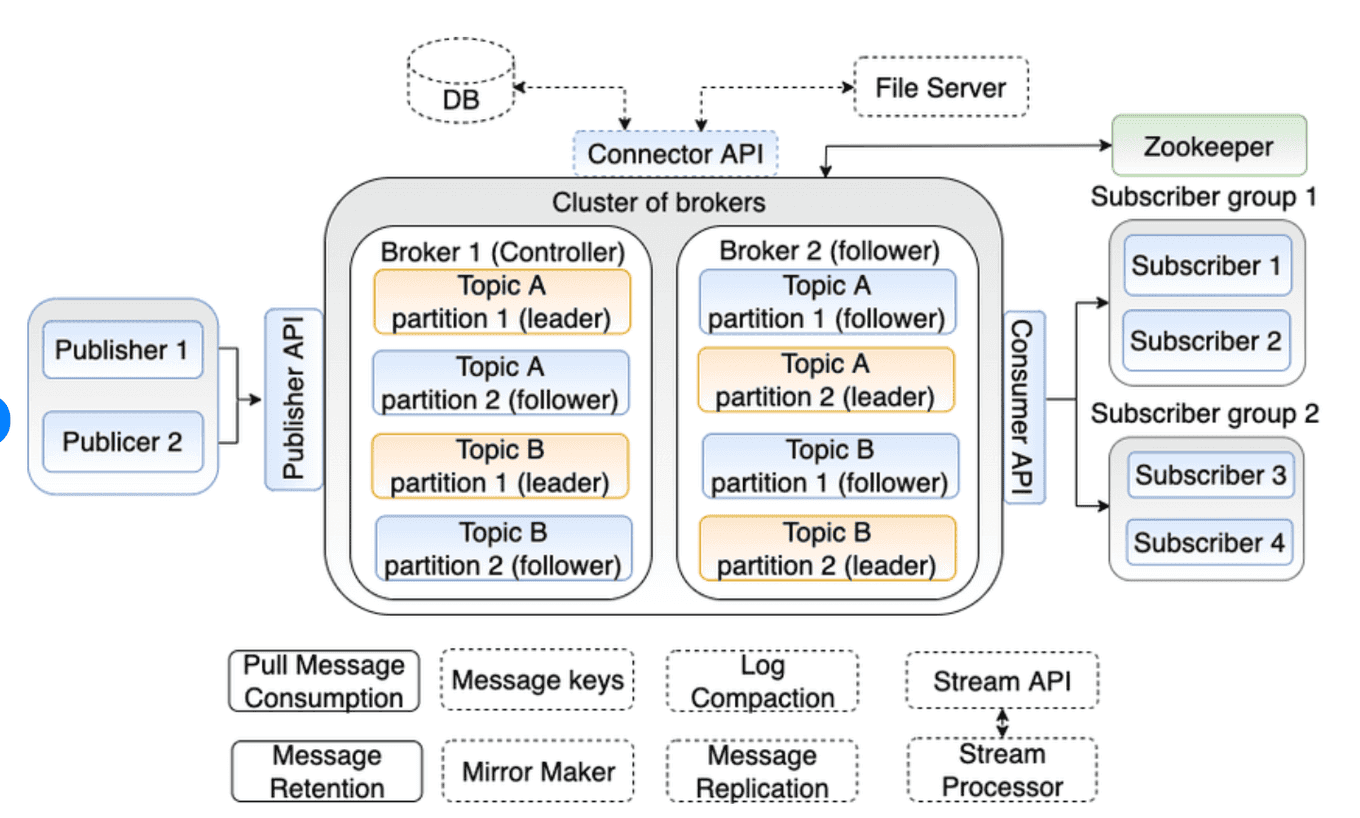 DB
File Server
Connector API
Zookeeper
Cluster of brokers
Subscriber group 1
Broker 1 (Controller)
Topic A
partition 1 (leader)
Topic A
partition 2 (follower)
Topic B
partition 1 (leader)
Topic B
partition 2 (follower)
Broker 2 (follower)
Topic A
partition 1 (follower)
Topic A
partition 2 (leader)
Topic B
partition 1 (follower)
Topic B
partition 2 (leader)
Publisher 1
Publicer 2
Publisher API
Consumer API
Subscriber 1
Subscriber 2
Subscriber group 2
Subscriber 3
Subscriber 4
Pull Message
Consumption
Message keys
Log
Compaction
Stream API
Message
Retention
Mirror Maker
Message
Replication
Stream
Processor